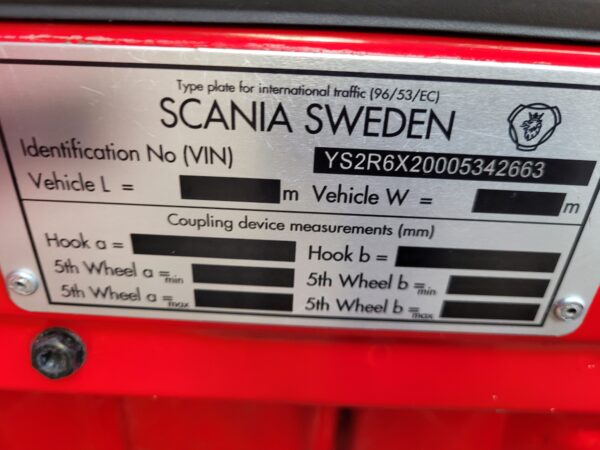 Type plate for international traffic (96/53/EC)
SCANIA SWEDEN
Identification No (VIN) YS2R6X20005342663
Vehicle L = m Vehicle W = m
Coupling device measurements (mm)
Hook a = Hook b =
5th Wheel a = min 5th Wheel b = min
5th Wheel a = max 5th Wheel b = max